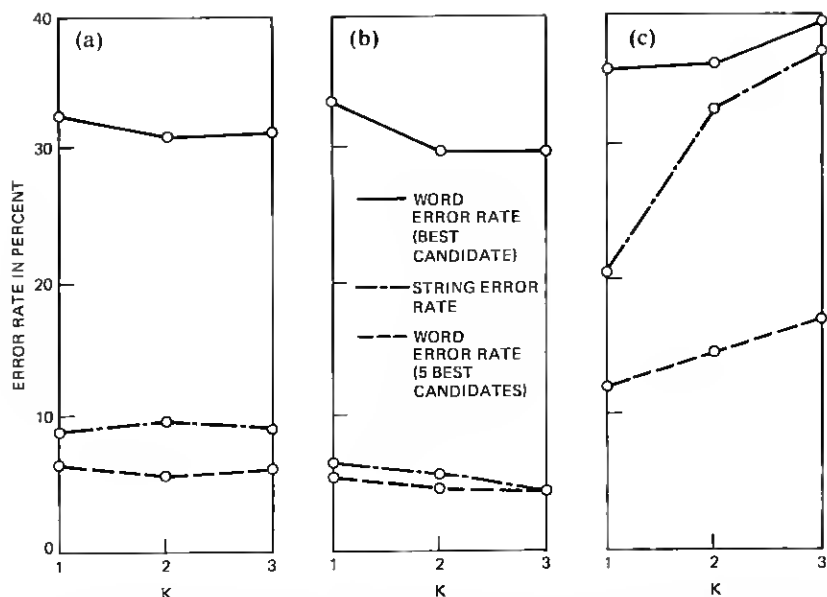 (a)
(b)
(c)
ERROR RATE IN PERCENT
40
30
20
10
0
WORD
ERROR RATE
(BEST
CANDIDATE)
STRING ERROR
RATE
WORD
ERROR RATE
(5 BEST
CANDIDATES)
1 2 3
K
1 2 3
K
1 2 3
K